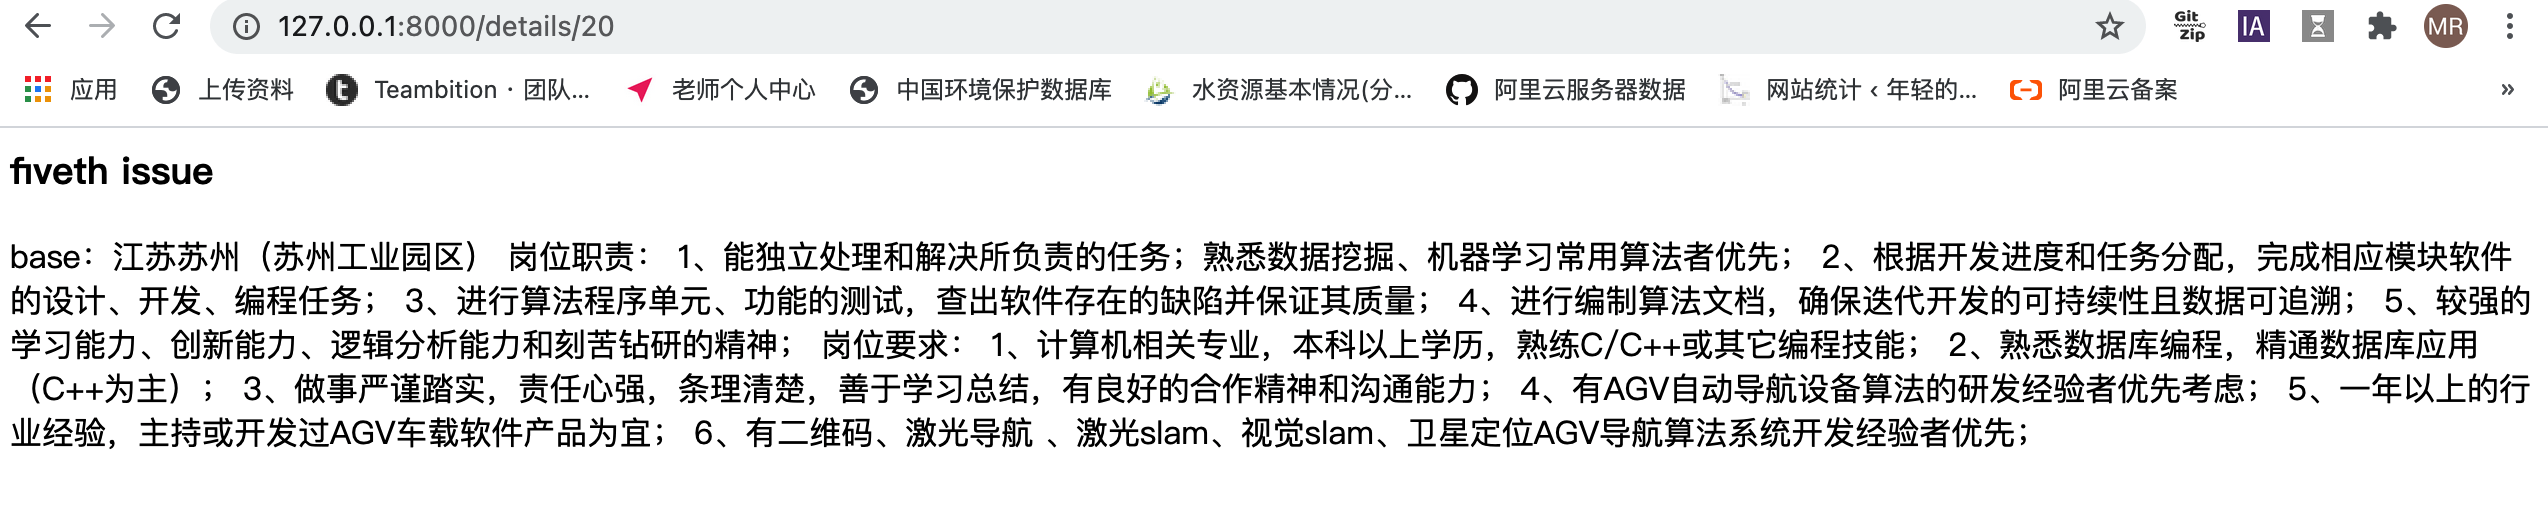 127.0.0.1:8000/details/20
Git Zip
IA
MR
应用 上传资料 Teambition · 团队... 老师个人中心 中国环境保护数据库 水资源基本情况(分... 阿里云服务器数据 网站统计 ‹ 年轻的... 阿里云备案 »
fiveth issue
base：江苏苏州（苏州工业园区） 岗位职责： 1、能独立处理和解决所负责的任务；熟悉数据挖掘、机器学习常用算法者优先； 2、根据开发进度和任务分配，完成相应模块软件
的设计、开发、编程任务； 3、进行算法程序单元、功能的测试，查出软件存在的缺陷并保证其质量； 4、进行编制算法文档，确保迭代开发的可持续性且数据可追溯； 5、较强的
学习能力、创新能力、逻辑分析能力和刻苦钻研的精神； 岗位要求： 1、计算机相关专业，本科以上学历，熟练C/C++或其它编程技能； 2、熟悉数据库编程，精通数据库应用
（C++为主）； 3、做事严谨踏实，责任心强，条理清楚，善于学习总结，有良好的合作精神和沟通能力； 4、有AGV自动导航设备算法的研发经验者优先考虑； 5、一年以上的行
业经验，主持或开发过AGV车载软件产品为宜； 6、有二维码、激光导航 、激光slam、视觉slam、卫星定位AGV导航算法系统开发经验者优先；